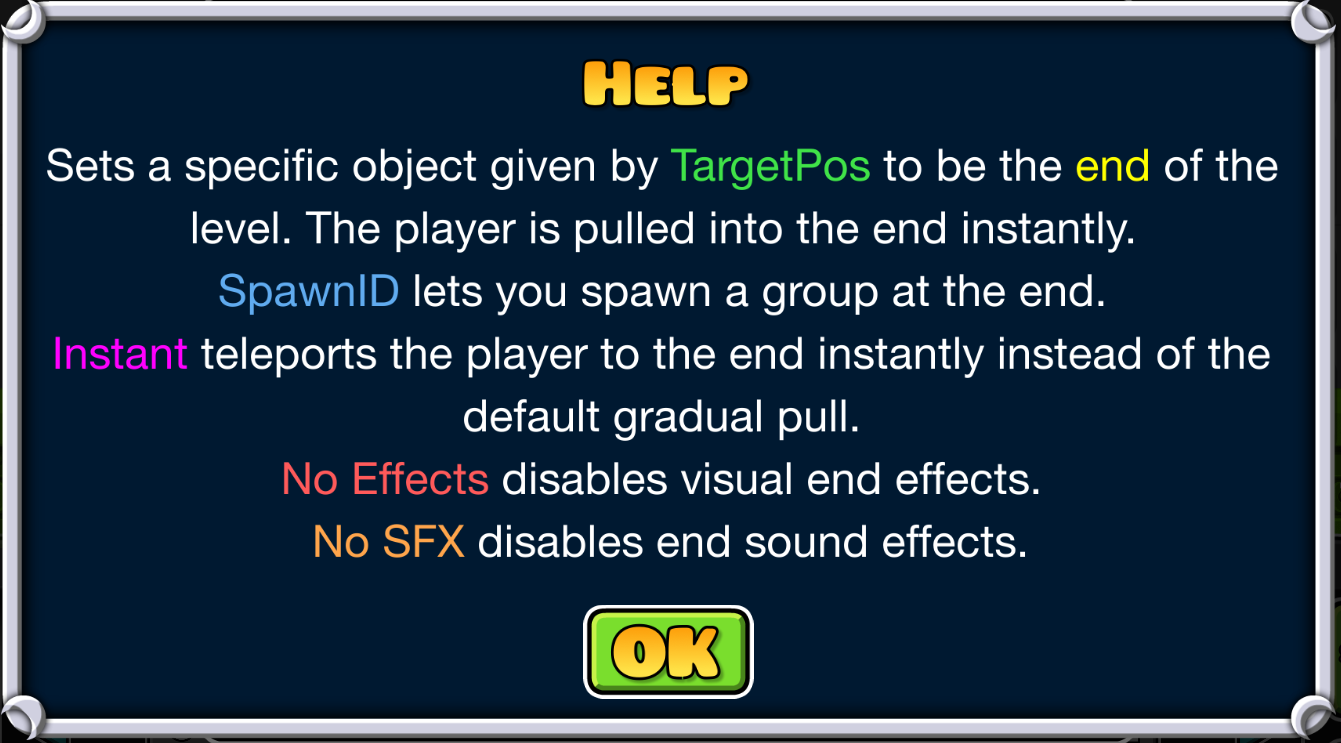 HELP
Sets a specific object given by TargetPos to be the end of the
level. The player is pulled into the end instantly.
SpawnID lets you spawn a group at the end.
Instant teleports the player to the end instantly instead of the
default gradual pull.
No Effects disables visual end effects.
No SFX disables end sound effects.
OK